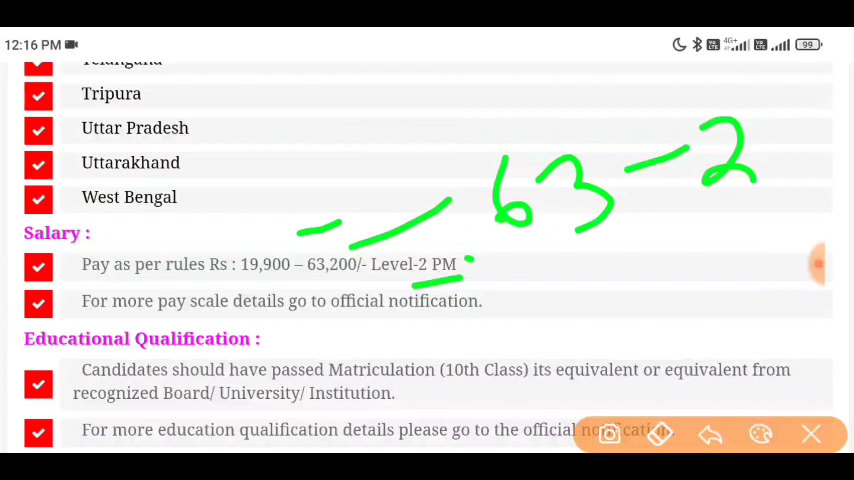 12:16 PM 4G+ 99
Telangana
Tripura
Uttar Pradesh
Uttarakhand
West Bengal
63-2
Salary :
Pay as per rules Rs : 19,900 – 63,200/- Level-2 PM
For more pay scale details go to official notification.
Educational Qualification :
Candidates should have passed Matriculation (10th Class) its equivalent or equivalent from
recognized Board/ University/ Institution.
For more education qualification details please go to the official notification.